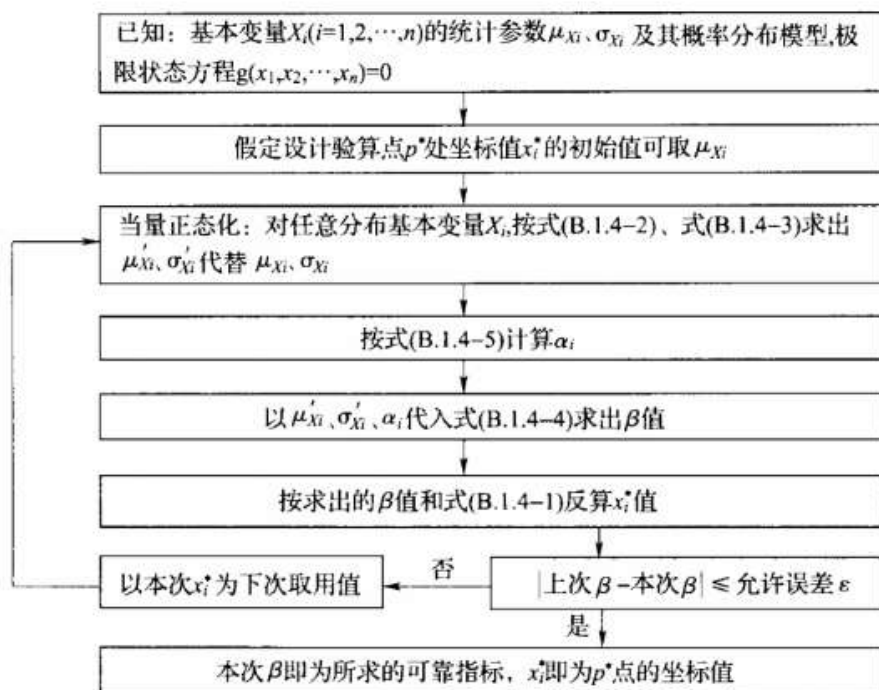 已知：基本变量Xᵢ(i=1,2,⋯,n)的统计参数μXᵢ、σXᵢ及其概率分布模型,极
限状态方程g(x₁,x₂,⋯,xₙ)=0
假定设计验算点p*处坐标值xᵢ*的初始值可取μXᵢ
当量正态化：对任意分布基本变量Xᵢ,按式(B.1.4-2)、式(B.1.4-3)求出
μ′Xᵢ、σ′Xᵢ代替 μXᵢ、σXᵢ
按式(B.1.4-5)计算αᵢ
以μ′Xᵢ、σ′Xᵢ、αᵢ代入式(B.1.4-4)求出β值
按求出的β值和式(B.1.4-1)反算xᵢ*值
以本次xᵢ*为下次取用值
否
|上次β-本次β|≤允许误差ε
是
本次β即为所求的可靠指标，xᵢ*即为p*点的坐标值